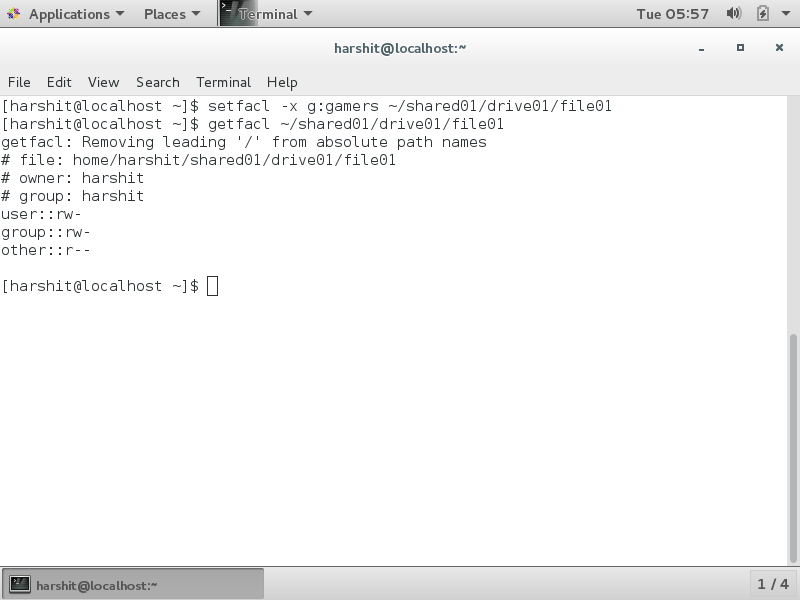 Applications Places Terminal Tue 05:57
harshit@localhost:~
File Edit View Search Terminal Help
[harshit@localhost ~]$ setfacl -x g:gamers ~/shared01/drive01/file01
[harshit@localhost ~]$ getfacl ~/shared01/drive01/file01
getfacl: Removing leading '/' from absolute path names
# file: home/harshit/shared01/drive01/file01
# owner: harshit
# group: harshit
user::rw-
group::rw-
other::r--
[harshit@localhost ~]$
harshit@localhost:~ 1 / 4